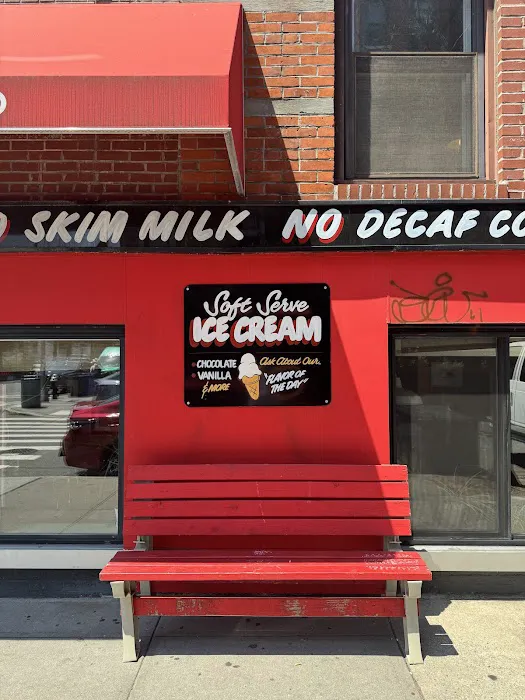 SKIM MILK NO DECAF CO
Soft Serve
ICE CREAM
• CHOCOLATE
• VANILLA
& MORE
Ask About Our
"FLAVOR OF
THE DAY"